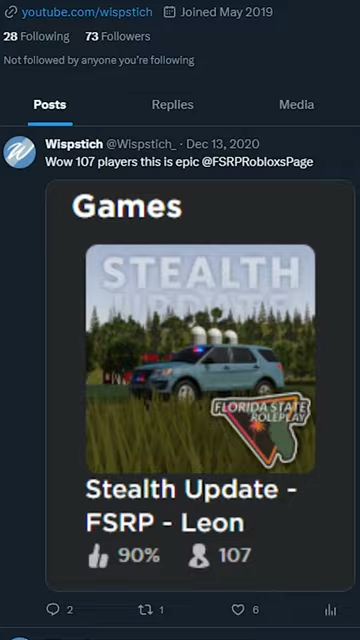 youtube.com/wispstich Joined May 2019
28 Following 73 Followers
Not followed by anyone you're following
Posts Replies Media
Wispstich @Wispstich_ · Dec 13, 2020
Wow 107 players this is epic @FSRPRobloxsPage
Games
STEALTH
UPDATE
FLORIDA STATE
ROLEPLAY
Stealth Update -
FSRP - Leon
90% 107
2 1 6